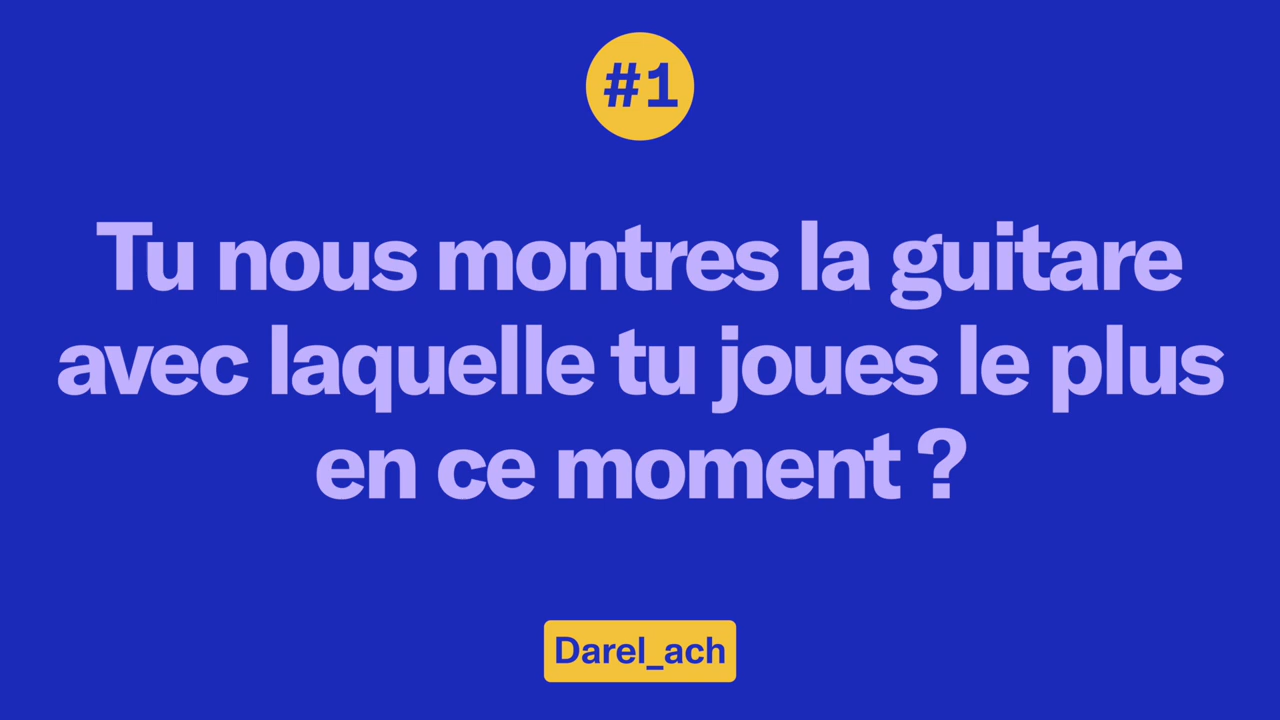 #1
Tu nous montres la guitare
avec laquelle tu joues le plus
en ce moment ?
Darel_ach